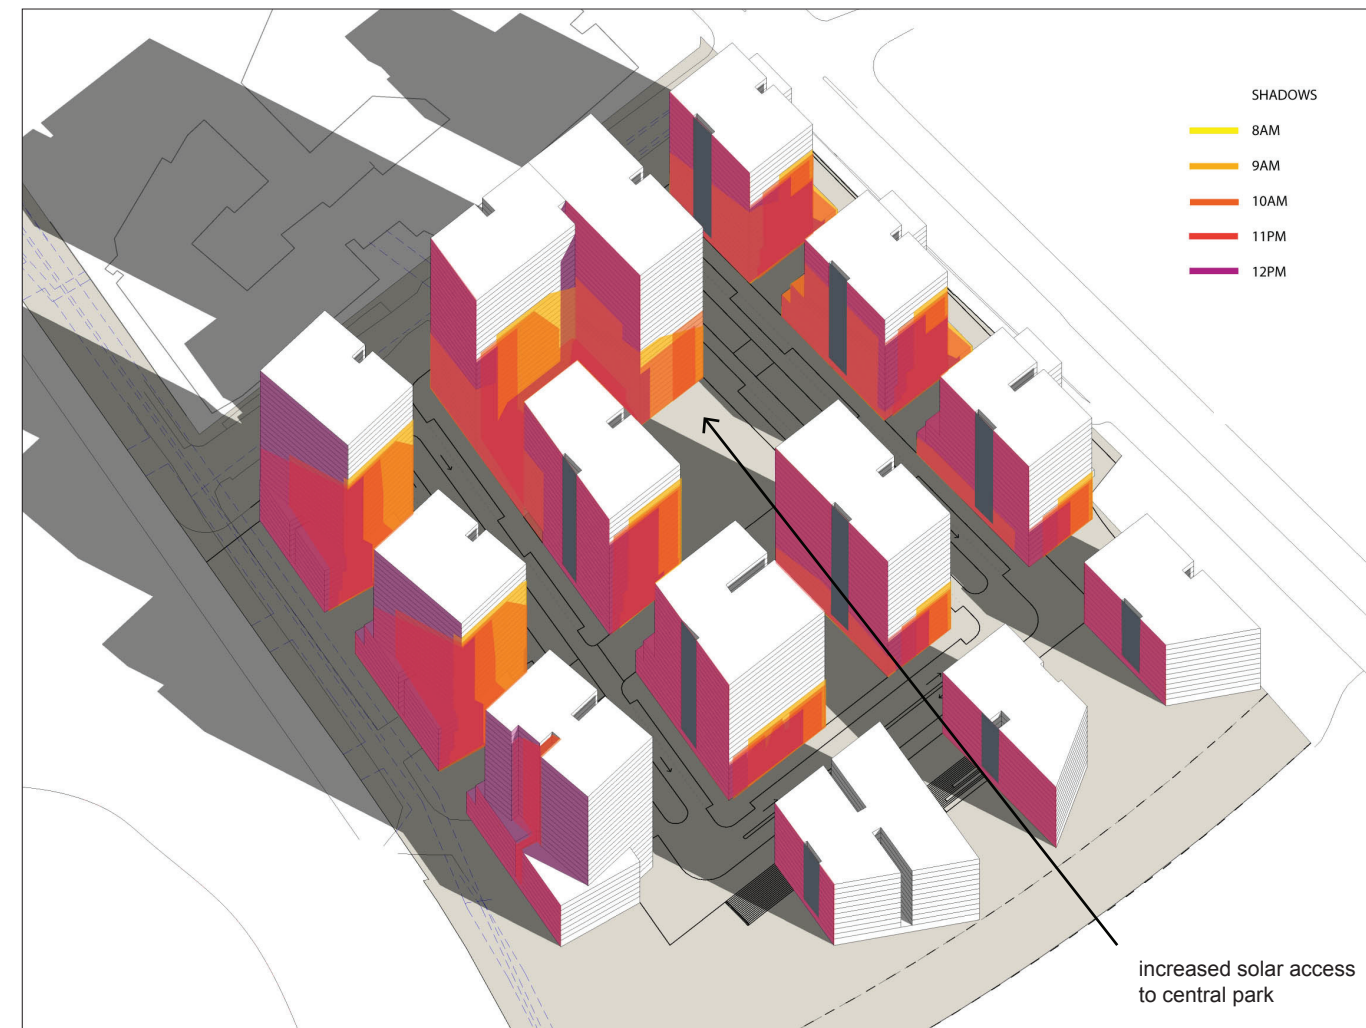 SHADOWS
8AM
9AM
10AM
11PM
12PM
increased solar access
to central park